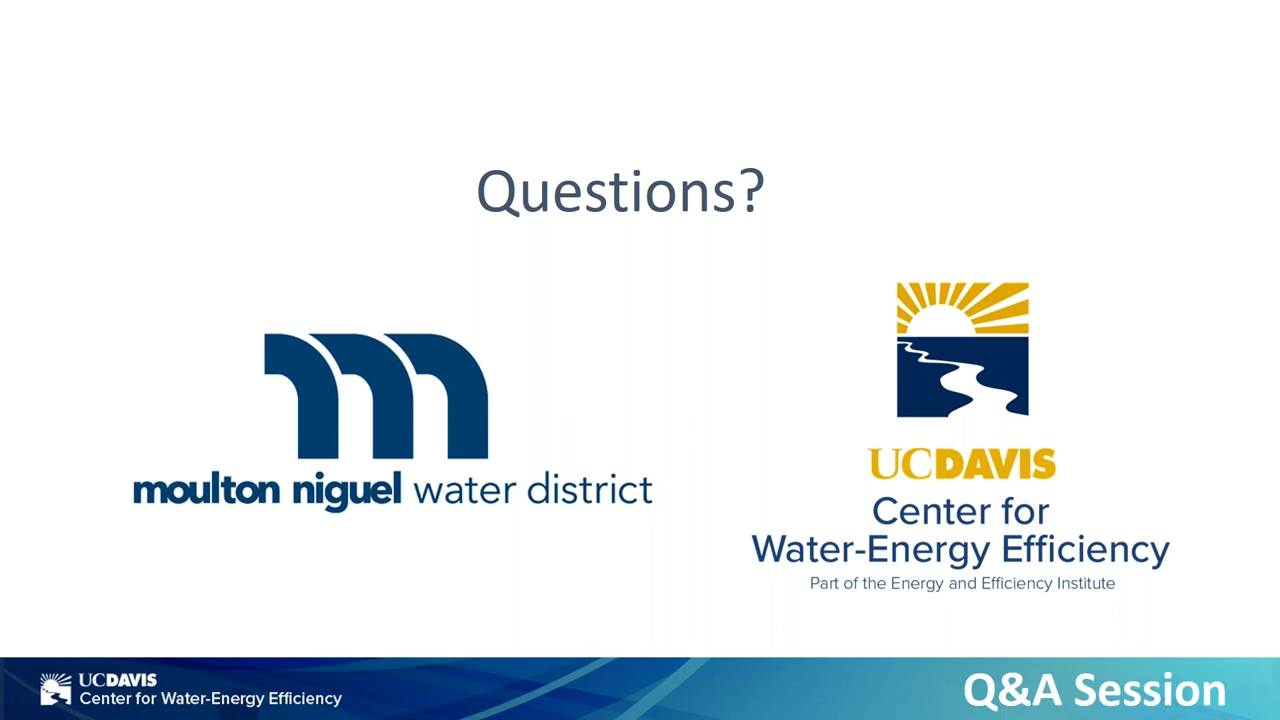 Questions?
moulton niguel water district
UCDAVIS
Center for
Water-Energy Efficiency
Part of the Energy and Efficiency Institute
UCDAVIS
Center for Water-Energy Efficiency
Q&A Session